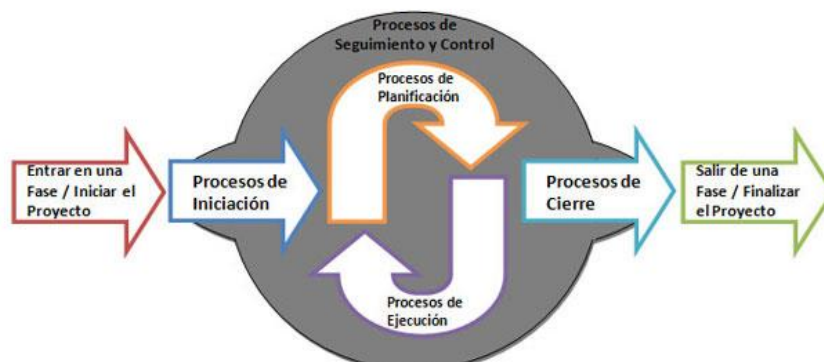 Procesos de
Seguimiento y Control
Procesos de
Planificación
Entrar en una
Fase / Iniciar el
Proyecto
Procesos de
Iniciación
Procesos de
Cierre
Salir de una
Fase / Finalizar
el Proyecto
Procesos de
Ejecución